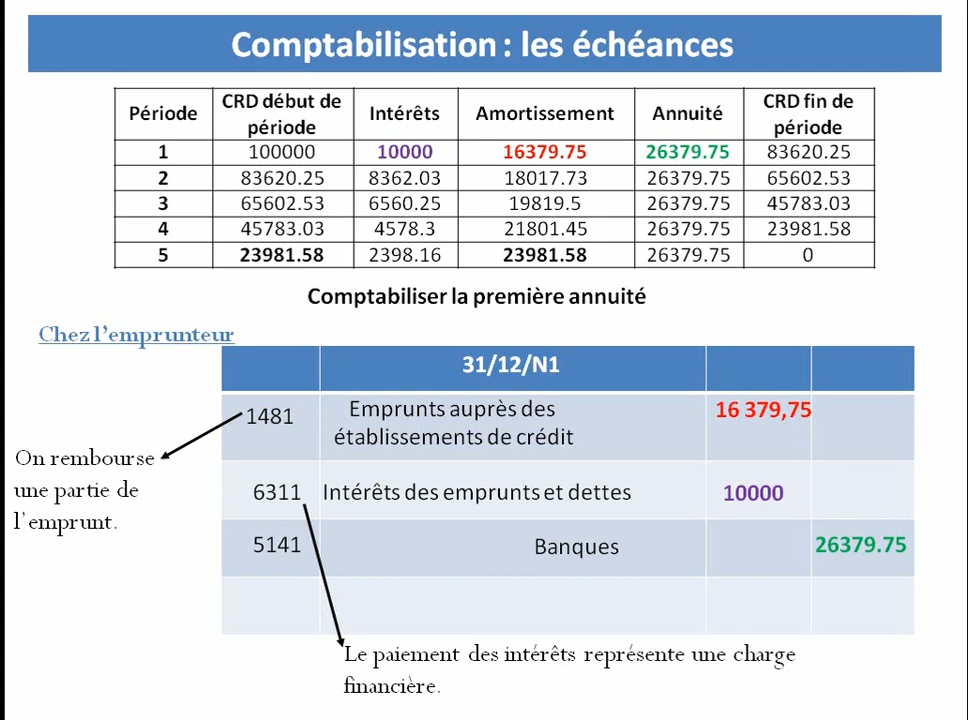 Comptabilisation : les échéances
Période CRD début de période Intérêts Amortissement Annuité CRD fin de période
1 100000 10000 16379.75 26379.75 83620.25
2 83620.25 8362.03 18017.73 26379.75 65602.53
3 65602.53 6560.25 19819.5 26379.75 45783.03
4 45783.03 4578.3 21801.45 26379.75 23981.58
5 23981.58 2398.16 23981.58 26379.75 0
Comptabiliser la première annuité
Chez l'emprunteur
31/12/N1
1481 Emprunts auprès des 16 379,75
établissements de crédit
On rembourse
une partie de
l'emprunt.
6311 Intérêts des emprunts et dettes 10000
5141 Banques 26379.75
Le paiement des intérêts représente une charge
financière.